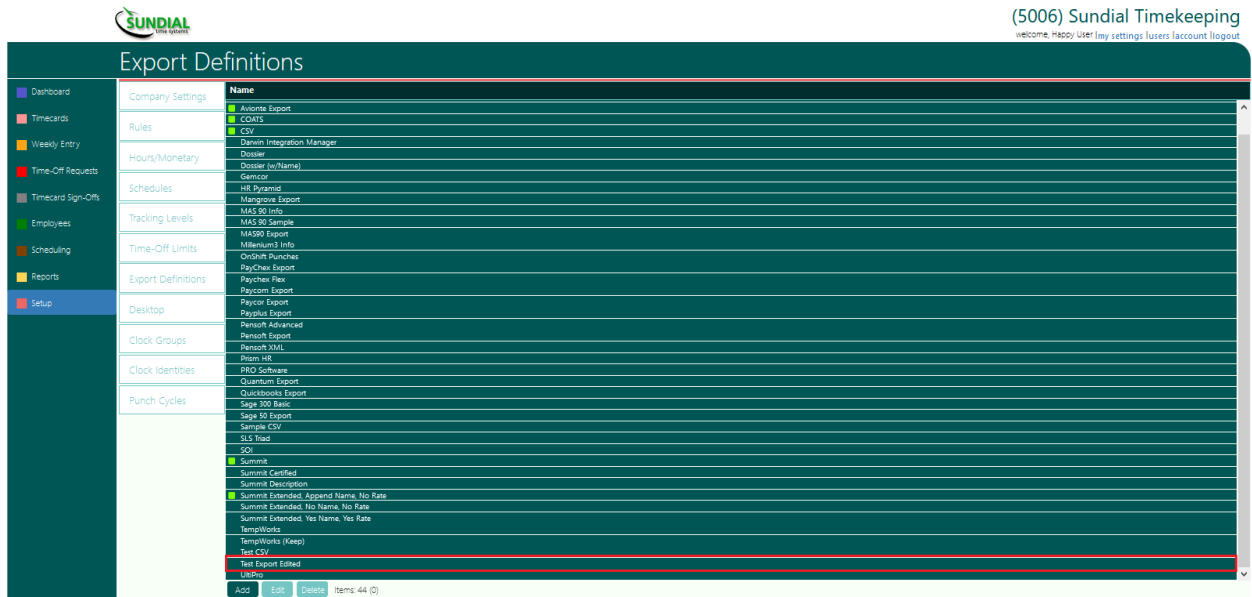 SUNDIAL
time systems
(5006) Sundial Timekeeping
welcome, Happy User |my settings |users |account |logout
Export Definitions
Dashboard
Timecards
Weekly Entry
Time-Off Requests
Timecard Sign-Offs
Employees
Scheduling
Reports
Setup
Company Settings
Rules
Hours/Monetary
Schedules
Tracking Levels
Time-Off Limits
Export Definitions
Desktop
Clock Groups
Clock Identities
Punch Cycles
Name
Avionte Export
COATS
CSV
Darwin Integration Manager
Dossier
Dossier (w/Name)
Gemcor
HR Pyramid
Mangrove Export
MAS 90 Info
MAS 90 Sample
MAS90 Export
Millenium3 Info
OnShift Punches
PayChex Export
Paychex Flex
Paycom Export
Paycor Export
Payplus Export
Pensoft Advanced
Pensoft Export
Pensoft XML
Prism HR
PRO Software
Quantum Export
Quickbooks Export
Sage 300 Basic
Sage 50 Export
Sample CSV
SLS Triad
SOI
Summit
Summit Certified
Summit Description
Summit Extended, Append Name, No Rate
Summit Extended, No Name, No Rate
Summit Extended, Yes Name, Yes Rate
TempWorks
TempWorks (Keep)
Test CSV
Test Export Edited
UltiPro
Add Edit Delete Items: 44 (0)